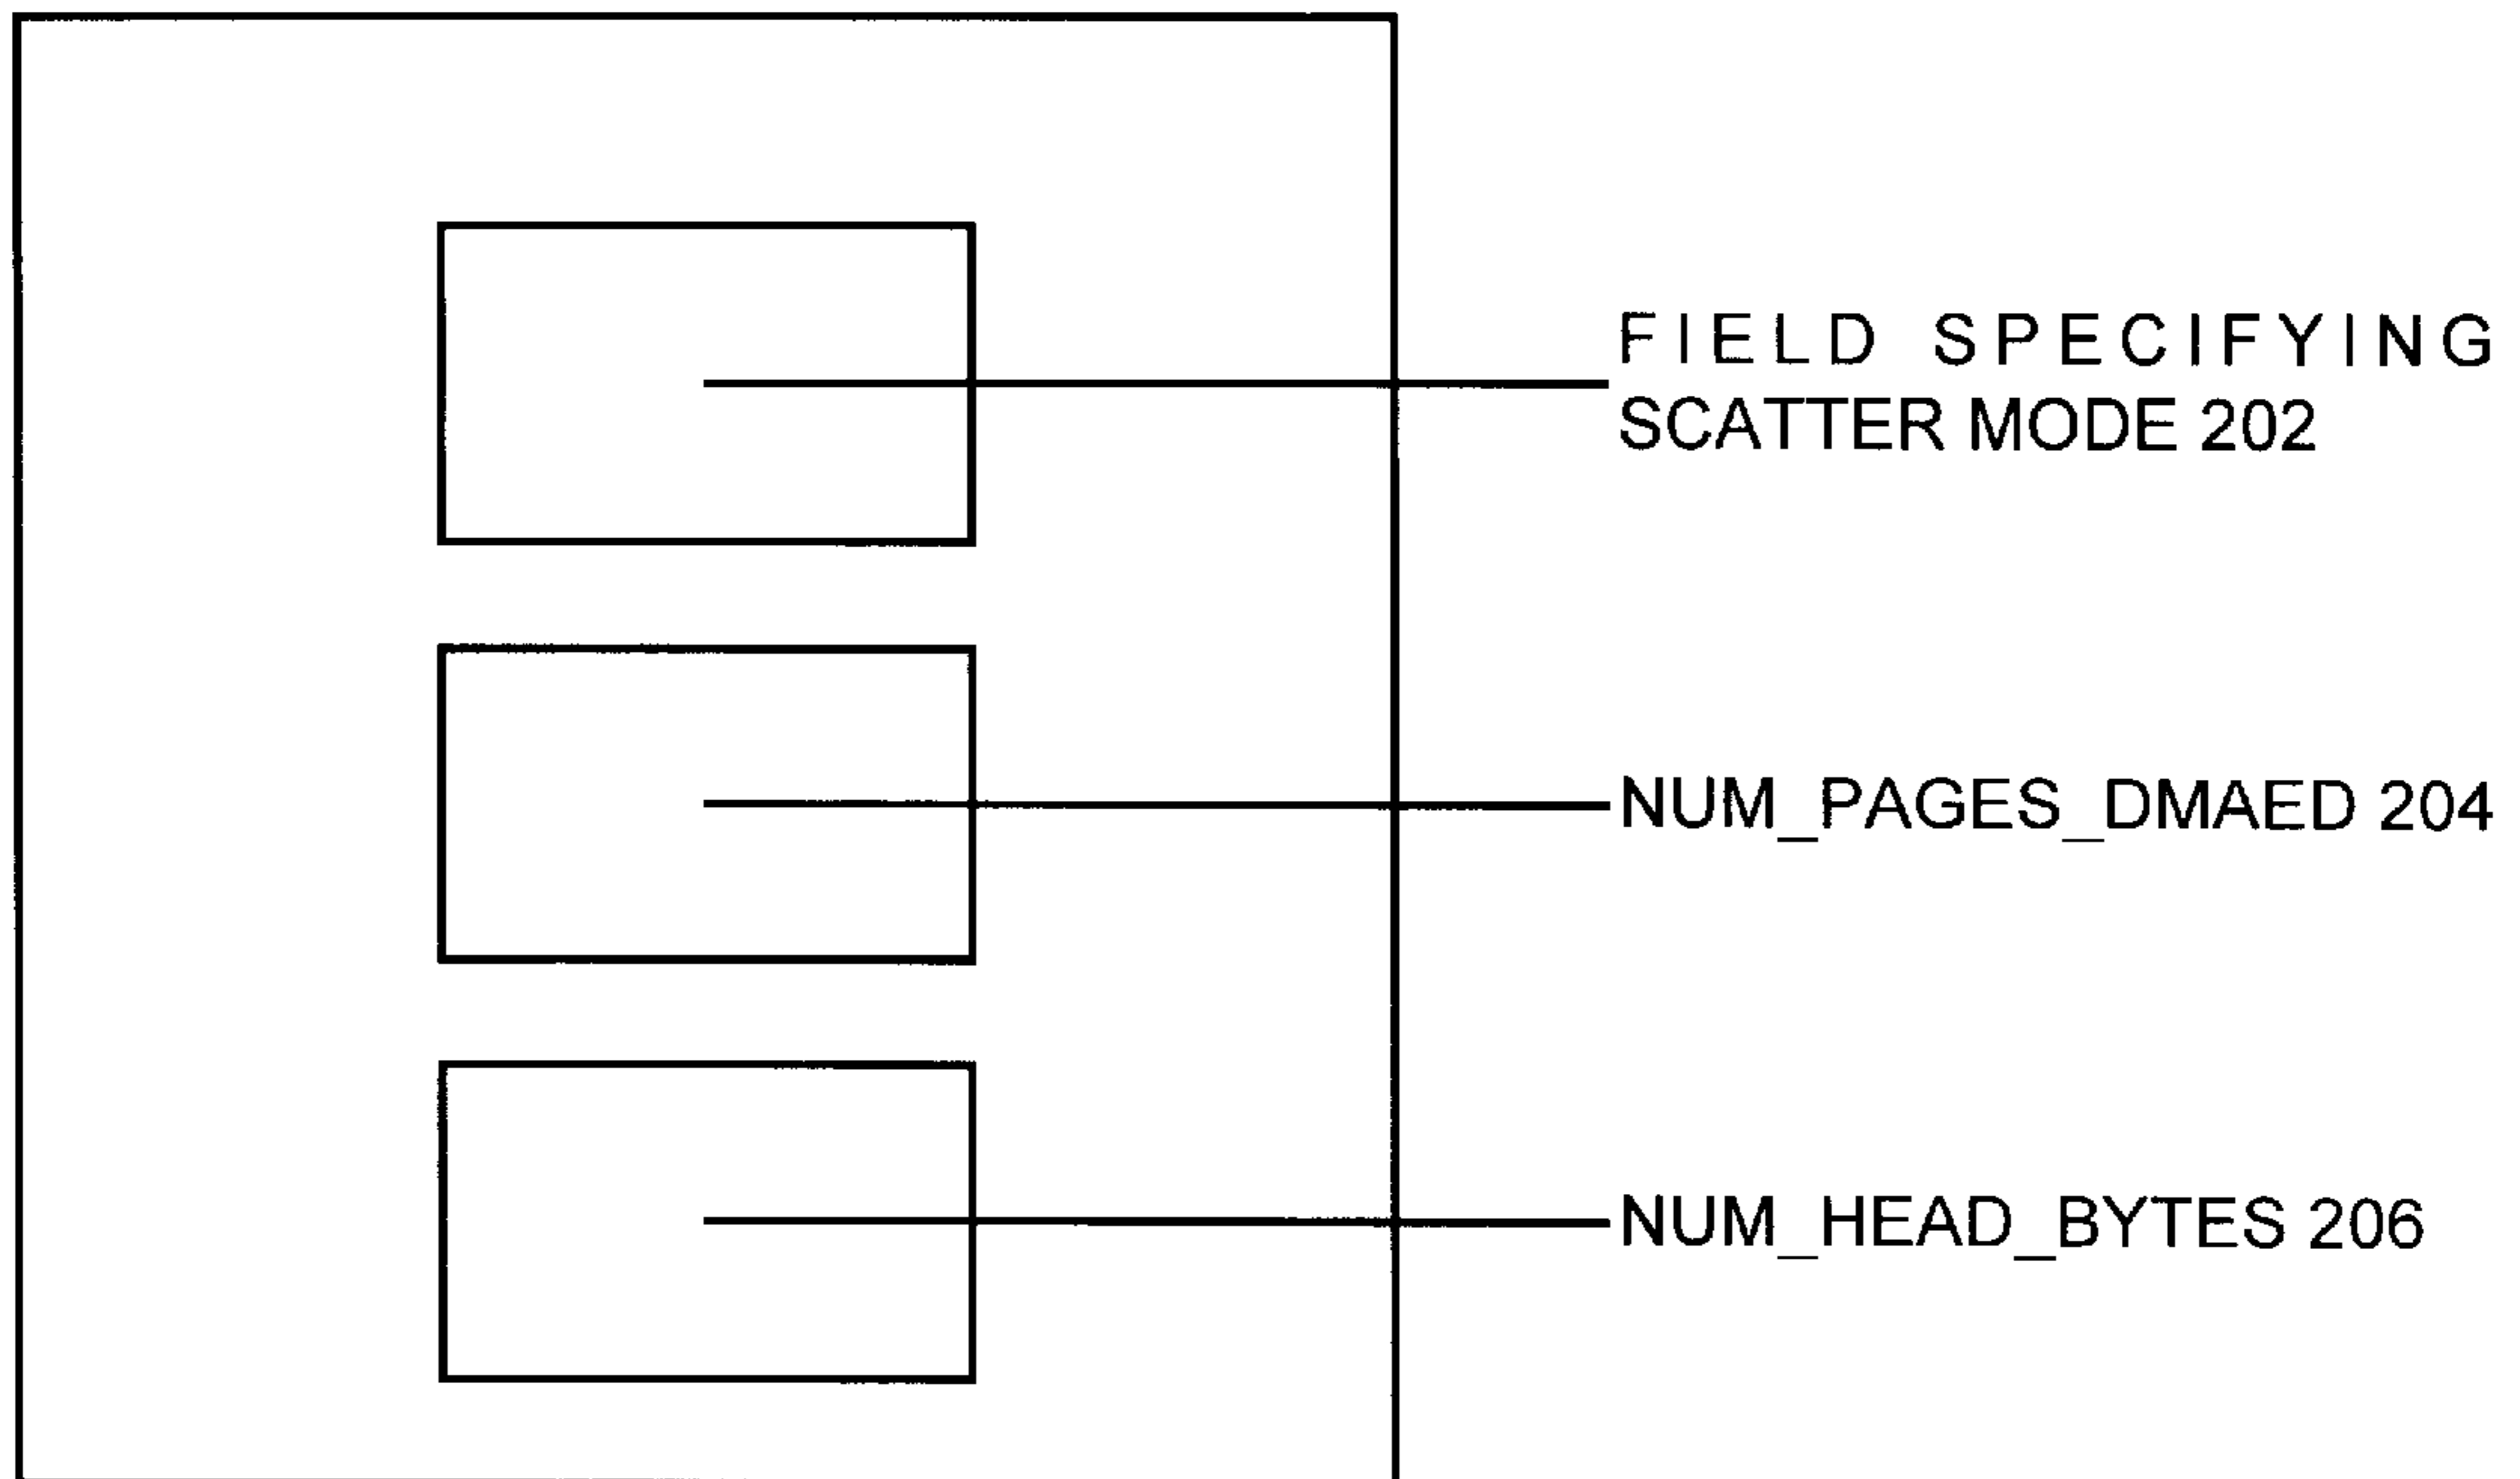 FIELD SPECIFYING
SCATTER MODE 202
NUM_PAGES_DMAED 204
NUM_HEAD_BYTES 206